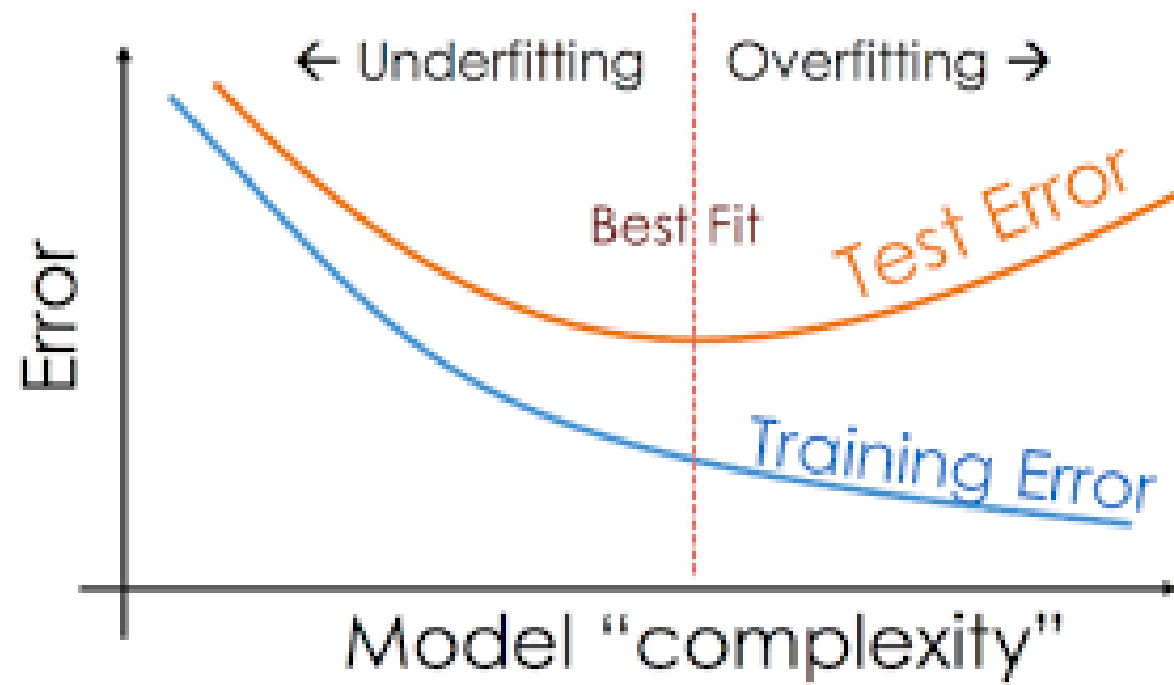 ← Underfitting
Overfitting →
Best Fit
Test Error
Error
Training Error
Model “complexity”